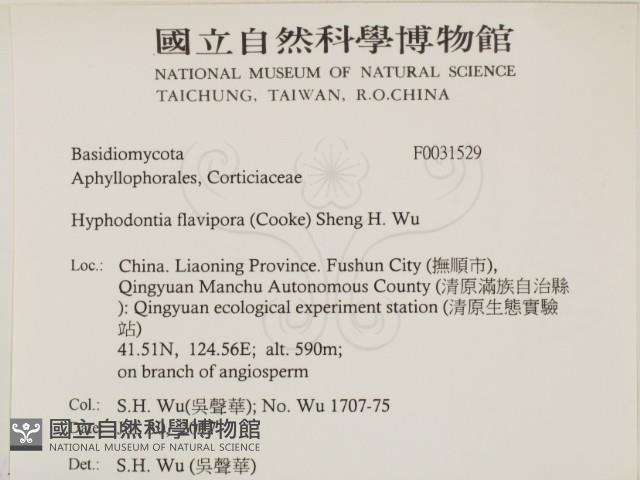 國立自然科學博物館
NATIONAL MUSEUM OF NATURAL SCIENCE
TAICHUNG, TAIWAN, R.O.CHINA
Basidiomycota F0031529
Aphyllophorales, Corticiaceae
Hyphodontia flavipora (Cooke) Sheng H. Wu
Loc.: China. Liaoning Province. Fushun City (撫順市),
Qingyuan Manchu Autonomous County (清原滿族自治縣
): Qingyuan ecological experiment station (清原生態實驗
站)
41.51N, 124.56E; alt. 590m;
on branch of angiosperm
Col.: S.H. Wu(吳聲華); No. Wu 1707-75
Date:
國立自然科學博物館
NATIONAL MUSEUM OF NATURAL SCIENCE
Det.: S.H. Wu (吳聲華)